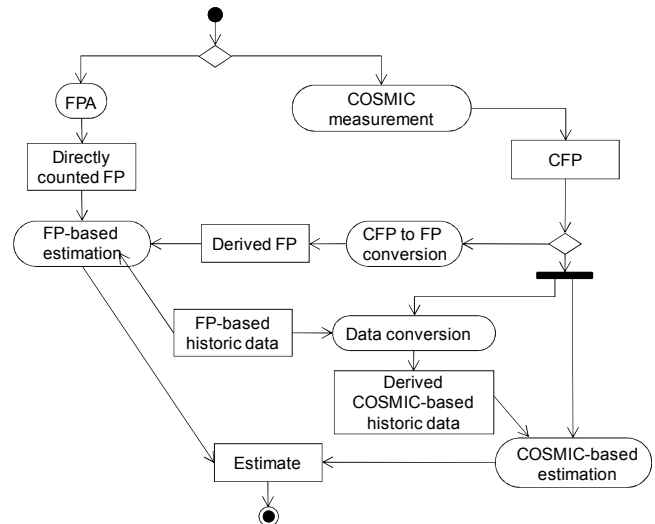 FPA
COSMIC
measurement
Directly
counted FP
CFP
FP-based
estimation
Derived FP
CFP to FP
conversion
FP-based
historic data
Data conversion
Derived
COSMIC-based
historic data
Estimate
COSMIC-based
estimation